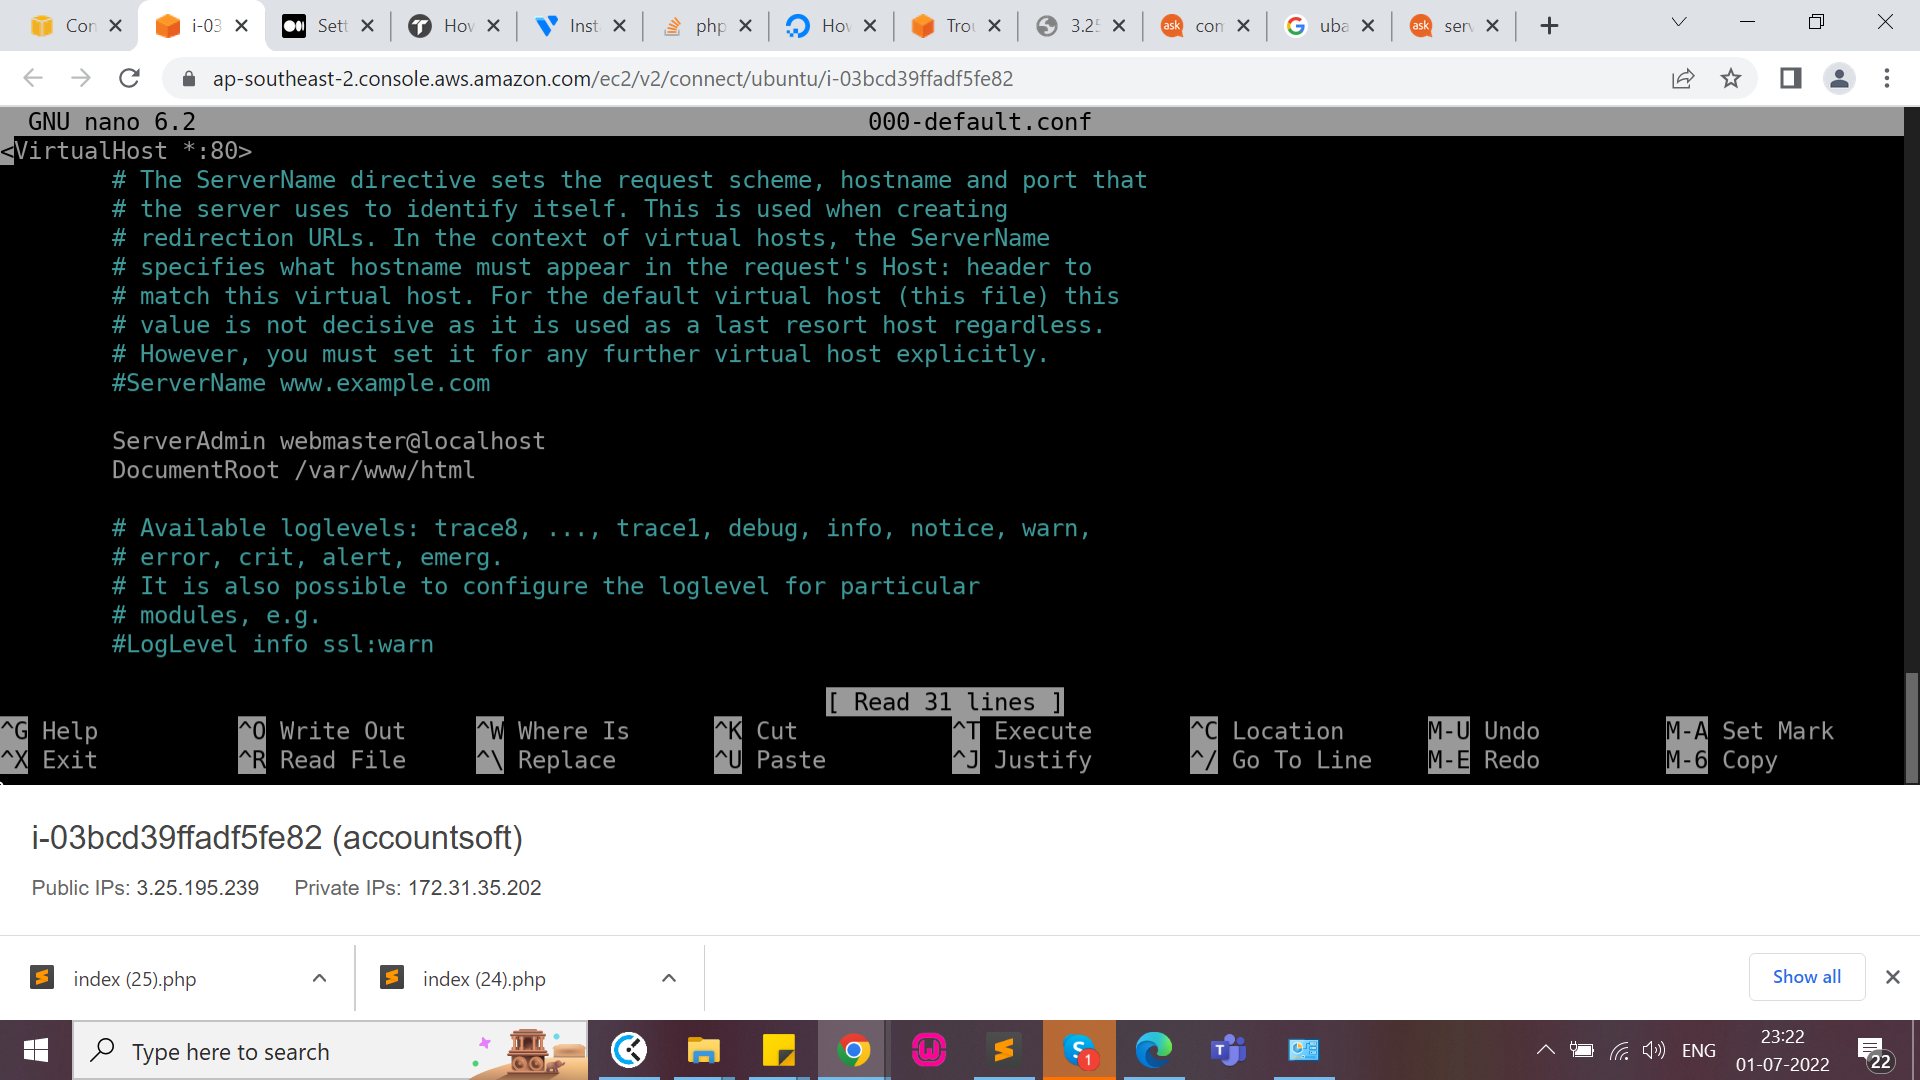 Con
i-03
Sett
How
Inst
php
How
Trou
3.25
com
uba
serv
ap-southeast-2.console.aws.amazon.com/ec2/v2/connect/ubuntu/i-03bcd39ffadf5fe82
GNU nano 6.2 000-default.conf
<VirtualHost *:80>
# The ServerName directive sets the request scheme, hostname and port that
# the server uses to identify itself. This is used when creating
# redirection URLs. In the context of virtual hosts, the ServerName
# specifies what hostname must appear in the request's Host: header to
# match this virtual host. For the default virtual host (this file) this
# value is not decisive as it is used as a last resort host regardless.
# However, you must set it for any further virtual host explicitly.
#ServerName www.example.com
ServerAdmin webmaster@localhost
DocumentRoot /var/www/html
# Available loglevels: trace8, ..., trace1, debug, info, notice, warn,
# error, crit, alert, emerg.
# It is also possible to configure the loglevel for particular
# modules, e.g.
#LogLevel info ssl:warn
[ Read 31 lines ]
^G Help ^O Write Out ^W Where Is ^K Cut ^T Execute ^C Location M-U Undo M-A Set Mark
^X Exit ^R Read File ^\ Replace ^U Paste ^J Justify ^/ Go To Line M-E Redo M-6 Copy
i-03bcd39ffadf5fe82 (accountsoft)
Public IPs: 3.25.195.239 Private IPs: 172.31.35.202
index (25).php
index (24).php
Show all
Type here to search
1
ENG
23:22
01-07-2022
22